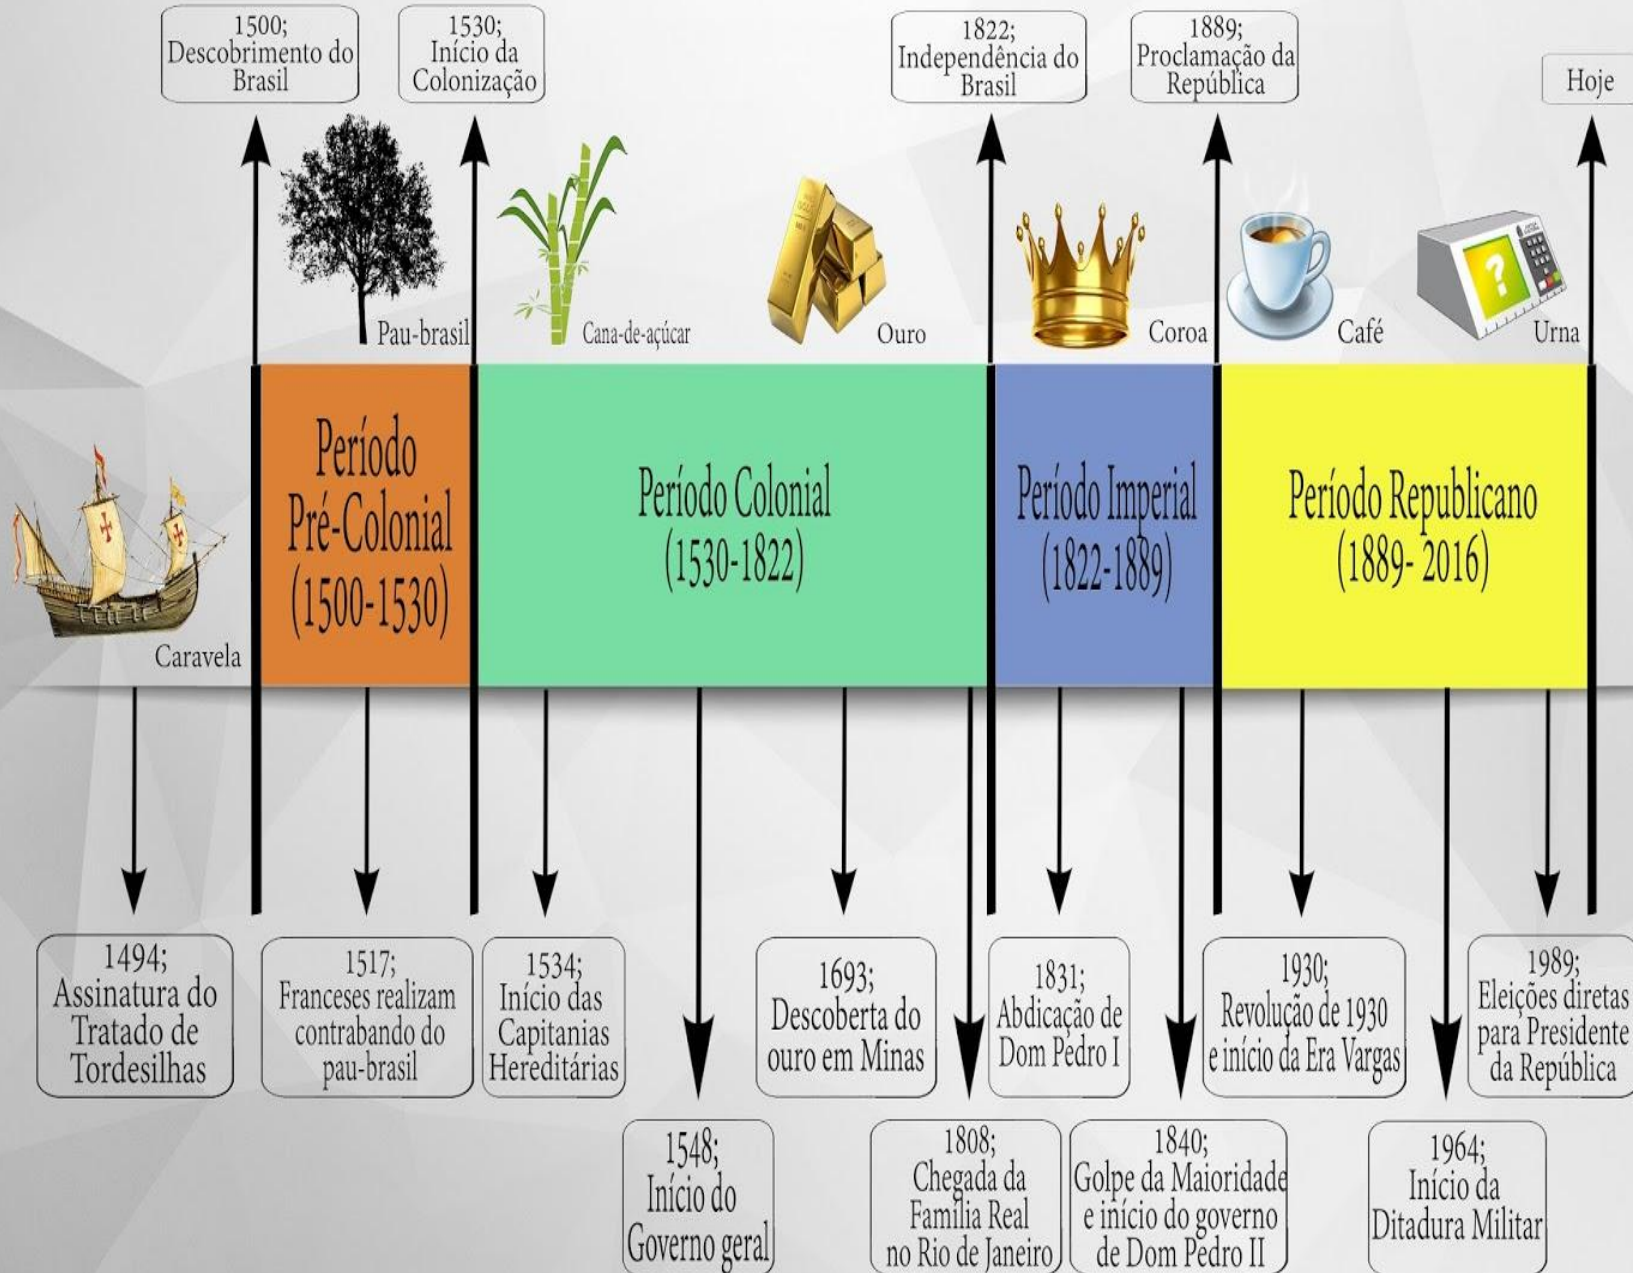 1500;
Descobrimento do
Brasil
1530;
Início da
Colonização
1822;
Independência do
Brasil
1889;
Proclamação da
República
Hoje
Pau-brasil
Cana-de-açúcar
Ouro
Coroa
Café
?
Urna
Caravela
Período
Pré-Colonial
(1500-1530)
Período Colonial
(1530-1822)
Período Imperial
(1822-1889)
Período Republicano
(1889- 2016)
1494;
Assinatura do
Tratado de
Tordesilhas
1517;
Franceses realizam
contrabando do
pau-brasil
1534;
Início das
Capitanias
Hereditárias
1693;
Descoberta do
ouro em Minas
1831;
Abdicação de
Dom Pedro I
1930;
Revolução de 1930
e início da Era Vargas
1989;
Eleições diretas
para Presidente
da República
1548;
Início do
Governo geral
1808;
Chegada da
Família Real
no Rio de Janeiro
1840;
Golpe da Maioridade
e início do governo
de Dom Pedro II
1964;
Início da
Ditadura Militar